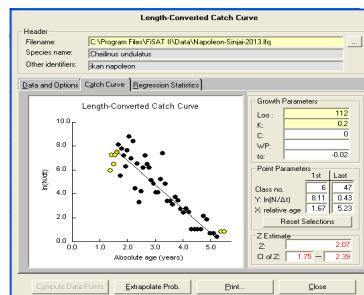 Length-Converted Catch Curve
Header
Filename: C:\Program Files\FiSAT II\Data\Napoleon-Sinjai-2013.lfq ...
Species name: Cheilinus undulatus
Other identifiers: ikan napoleon
Data and Options Catch Curve Regression Statistics
Length-Converted Catch Curve
10.0
8.0
6.0
4.0
2.0
0.0
ln(N/dt)
0.0 1.0 2.0 3.0 4.0 5.0 6.0
Absolute age (years)
Growth Parameters
Loo: 112
K: 0.2
C: 0
WP:
to: -0.02
Point Parameters
1st Last
Class no. 6 47
Y: ln(N/Δt) 8.11 0.43
X: relative age 1.67 5.23
Reset Selections
Z Estimate
Z: 2.07
CI of Z: 1.75 — 2.39
Compute Data Points Extrapolate Prob. Print... Close